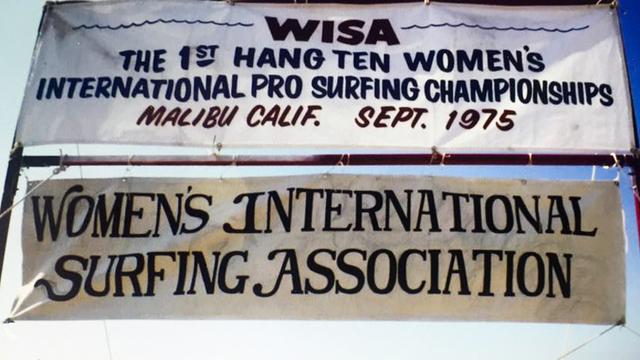 WISA
THE 1ST HANG TEN WOMEN'S
INTERNATIONAL PRO SURFING CHAMPIONSHIPS
MALIBU CALIF. SEPT. 1975
WOMEN'S INTERNATIONAL
SURFING ASSOCIATION